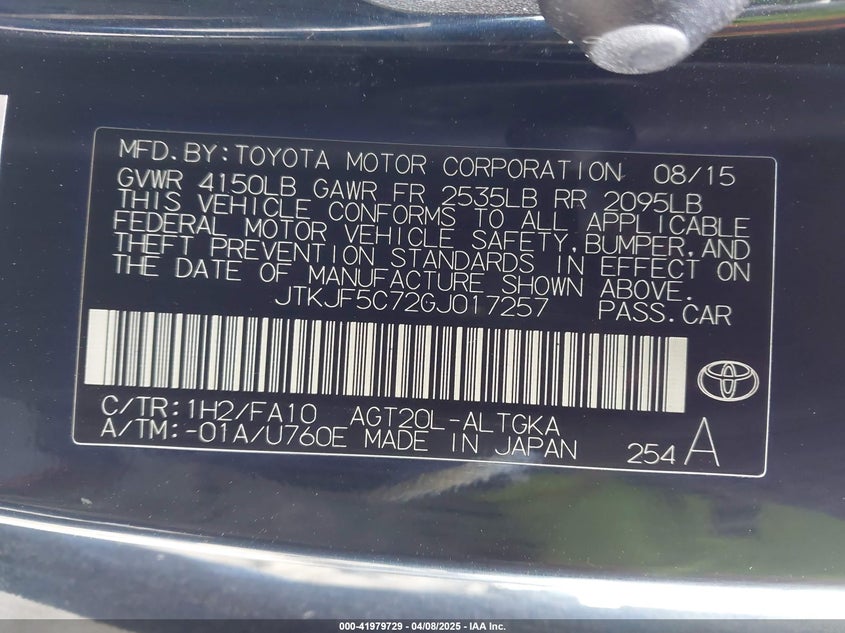 MFD.BY:TOYOTA MOTOR CORPORATION 08/15
GVWR 4150LB GAWR FR 2535LB RR 2095LB
THIS VEHICLE CONFORMS TO ALL APPLICABLE
FEDERAL MOTOR VEHICLE SAFETY,BUMPER,AND
THEFT PREVENTION STANDARDS IN EFFECT ON
THE DATE OF MANUFACTURE SHOWN ABOVE.
JTKJF5C72GJ017257 PASS.CAR
C/TR:1H2/FA10 AGT20L-ALTGKA
A/TM:-01A/U760E MADE IN JAPAN 254 A
000-41979729 - 04/08/2025 - IAA Inc.